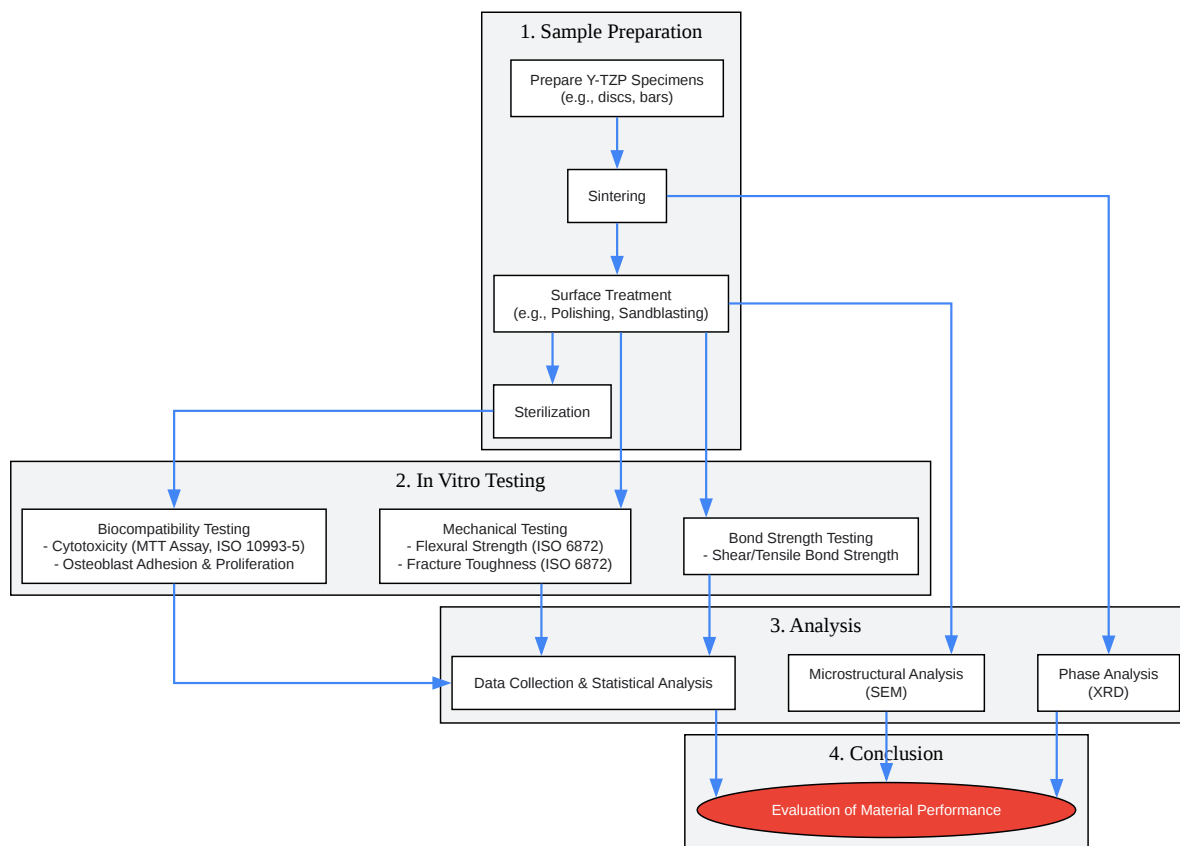 1. Sample Preparation
Prepare Y-TZP Specimens
(e.g., discs, bars)
Sintering
Surface Treatment
(e.g., Polishing, Sandblasting)
Sterilization
2. In Vitro Testing
Biocompatibility Testing
- Cytotoxicity (MTT Assay, ISO 10993-5)
- Osteoblast Adhesion & Proliferation
Mechanical Testing
- Flexural Strength (ISO 6872)
- Fracture Toughness (ISO 6872)
Bond Strength Testing
- Shear/Tensile Bond Strength
3. Analysis
Data Collection & Statistical Analysis
Microstructural Analysis
(SEM)
Phase Analysis
(XRD)
4. Conclusion
Evaluation of Material Performance